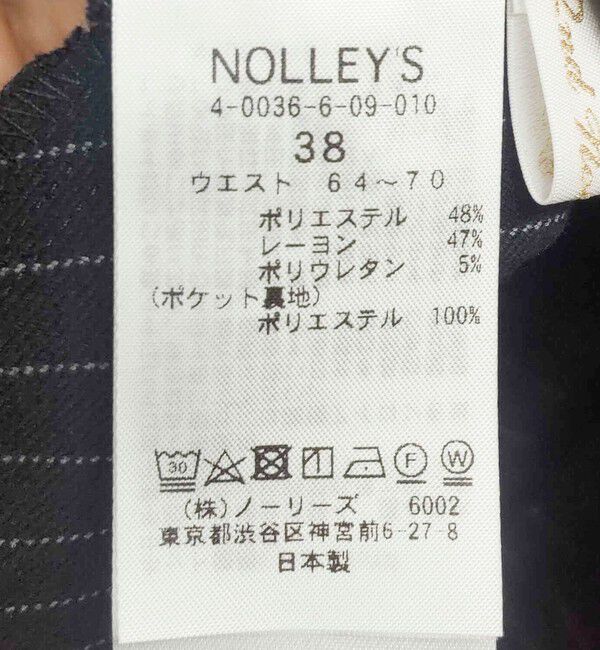 NOLLEY'S
4-0036-6-09-010
38
ウエスト 64～70
ポリエステル 48%
レーヨン 47%
ポリウレタン 5%
(ポケット裏地)
ポリエステル 100%
30 F W
(株)ノーリーズ 6002
東京都渋谷区神宮前6-27-8
日本製